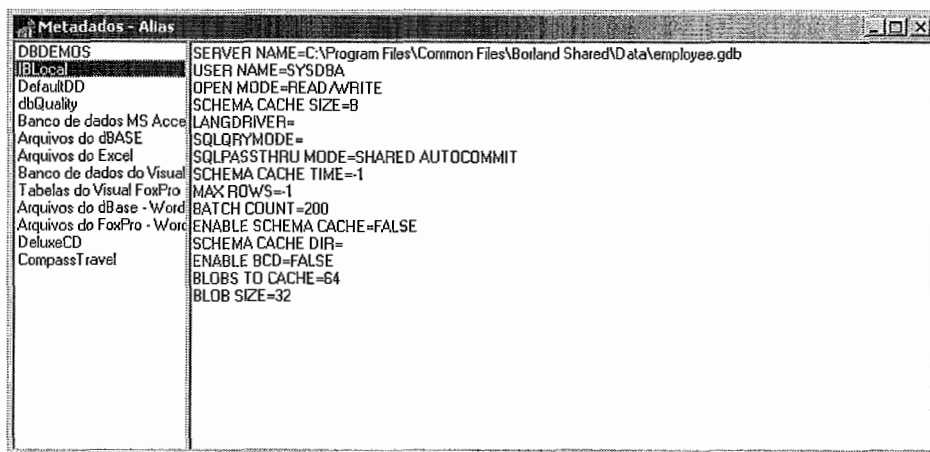 Metadados - Alias
DBDEMOS
IBLocal
DefaultDD
dbQuality
Banco de dados MS Acce
Arquivos do dBASE
Arquivos do Excel
Banco de dados do Visual
Tabelas do Visual FoxPro
Arquivos do dBase - Word
Arquivos do FoxPro - Word
DeluxeCD
CompassTravel
SERVER NAME=C:\Program Files\Common Files\Borland Shared\Data\employee.gdb
USER NAME=SYSDBA
OPEN MODE=READ/WRITE
SCHEMA CACHE SIZE=8
LANGDRIVER=
SQLQRYMODE=
SQLPASSTHRU MODE=SHARED AUTOCOMMIT
SCHEMA CACHE TIME=-1
MAX ROWS=-1
BATCH COUNT=200
ENABLE SCHEMA CACHE=FALSE
SCHEMA CACHE DIR=
ENABLE BCD=FALSE
BLOBS TO CACHE=64
BLOB SIZE=32